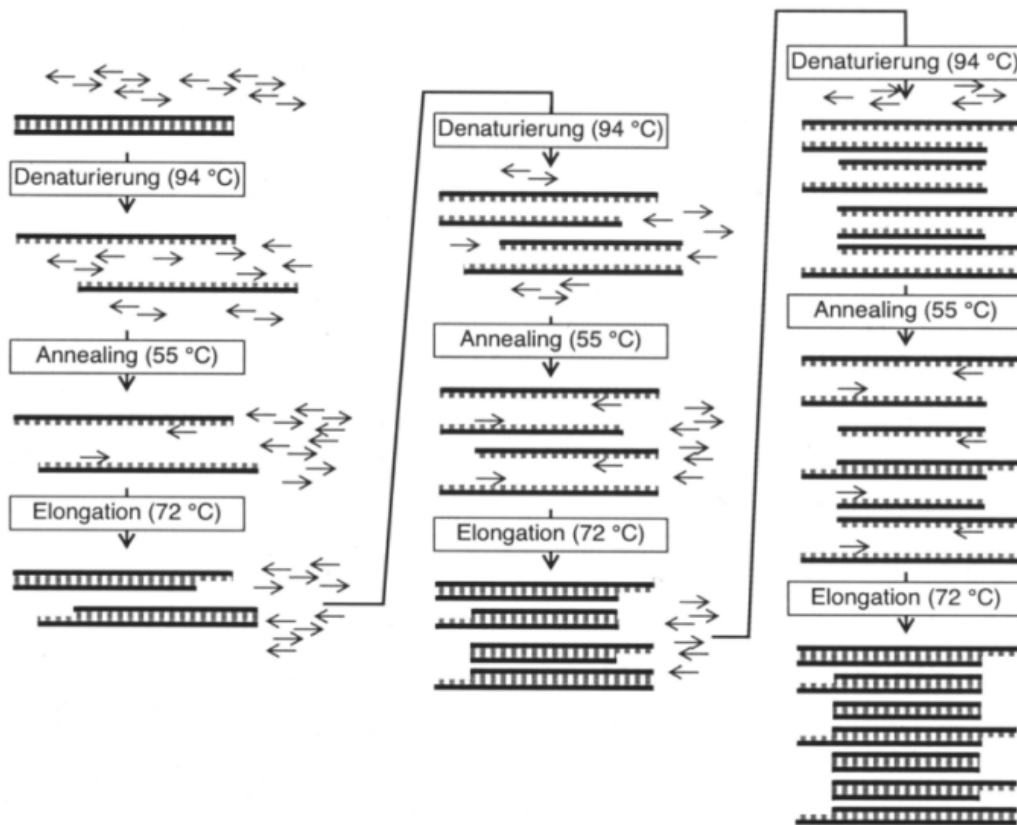 Denaturierung (94 °C)
Annealing (55 °C)
Elongation (72 °C)
Denaturierung (94 °C)
Annealing (55 °C)
Elongation (72 °C)
Denaturierung (94 °C)
Annealing (55 °C)
Elongation (72 °C)